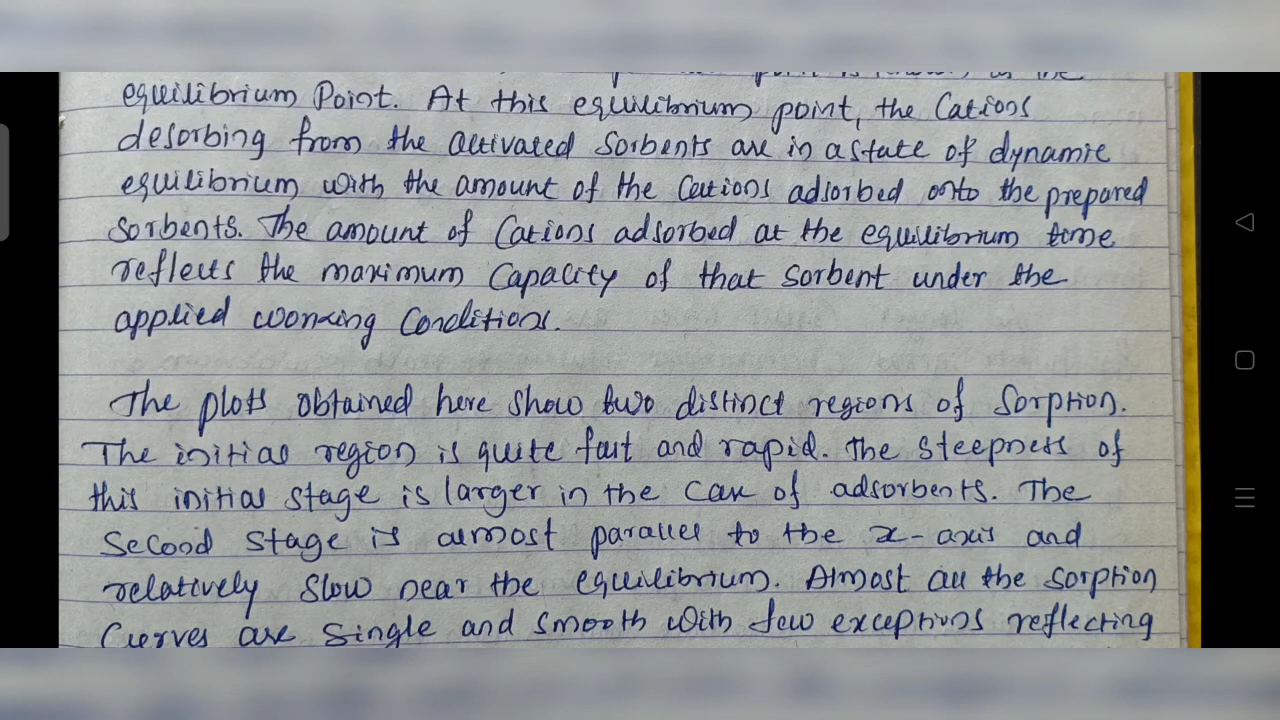 equilibrium Point. At this equilibrium point, the Cations
desorbing from the activated Sorbents are in a state of dynamic
equilibrium with the amount of the Cations adsorbed onto the prepared
Sorbents. The amount of Cations adsorbed at the equilibrium time
reflects the maximum Capacity of that Sorbent under the
applied working Conditions.
The plots obtained here show two distinct regions of Sorption.
The initial region is quite fast and rapid. The steepness of
this initial stage is larger in the case of adsorbents. The
Second stage is almost parallel to the x-axis and
relatively slow near the equilibrium. Almost all the sorption
Curves are Single and smooth with few exceptions reflecting